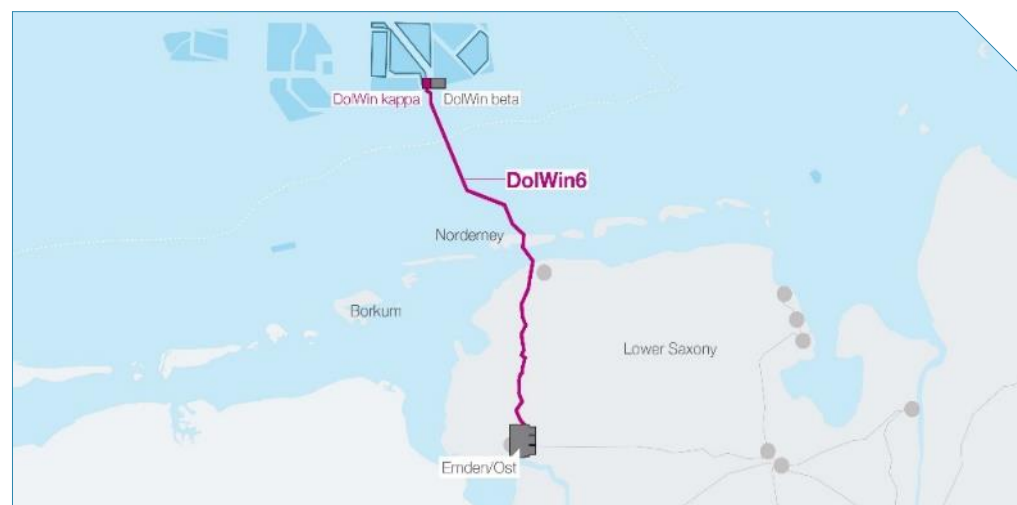 DolWin kappa
DolWin beta
DolWin6
Norderney
Borkum
Lower Saxony
Emden/Ost